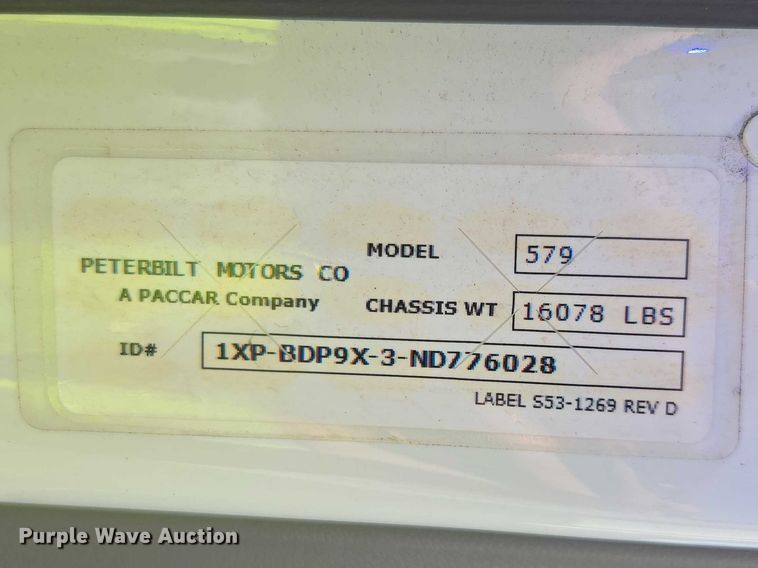 PETERBILT MOTORS CO
A PACCAR Company
MODEL 579
CHASSIS WT 16078 LBS
ID# 1XP-BDP9X-3-ND776028
LABEL S53-1269 REV D
Purple Wave Auction